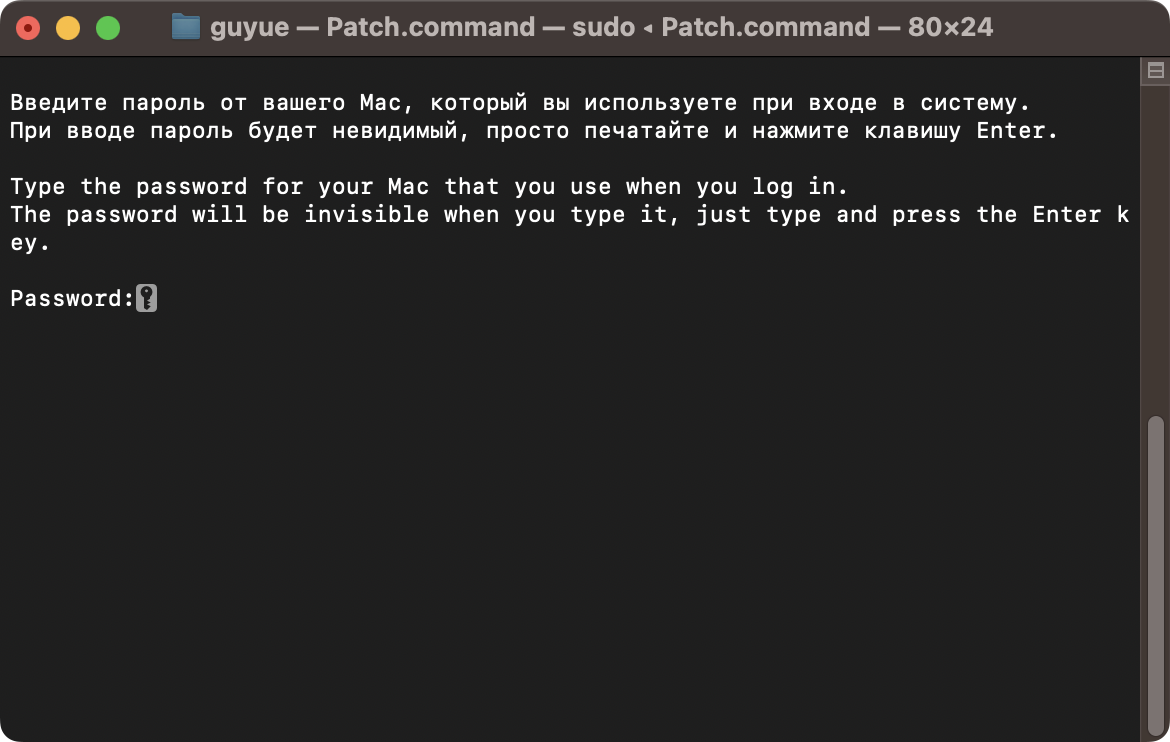 guyue — Patch.command — sudo ◂ Patch.command — 80×24
Введите пароль от вашего Mac, который вы используете при входе в систему.
При вводе пароль будет невидимый, просто печатайте и нажмите клавишу Enter.
Type the password for your Mac that you use when you log in.
The password will be invisible when you type it, just type and press the Enter k
ey.
Password: